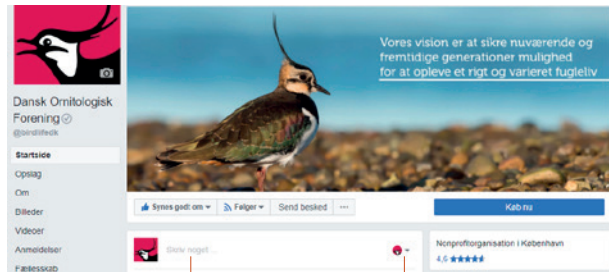 Vores vision er at sikre nuværende og
fremtidige generationer mulighed
for at opleve et rigt og varieret fugleliv
Dansk Ornitologisk
Forening
@birdlifedk
Startside
Opslag
Om
Billeder
Videoer
Anmeldelser
Fællesskab
Synes godt om
Følger
Send besked
Køb nu
Skriv noget ...
Nonprofitorganisation i København
4,6